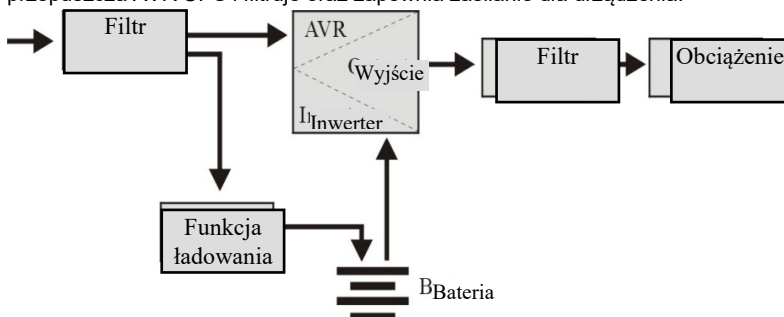 Filtr
AVR
Wyjście
Filtr
Obciążenie
Inwerter
Funkcja
ładowania
Bateria